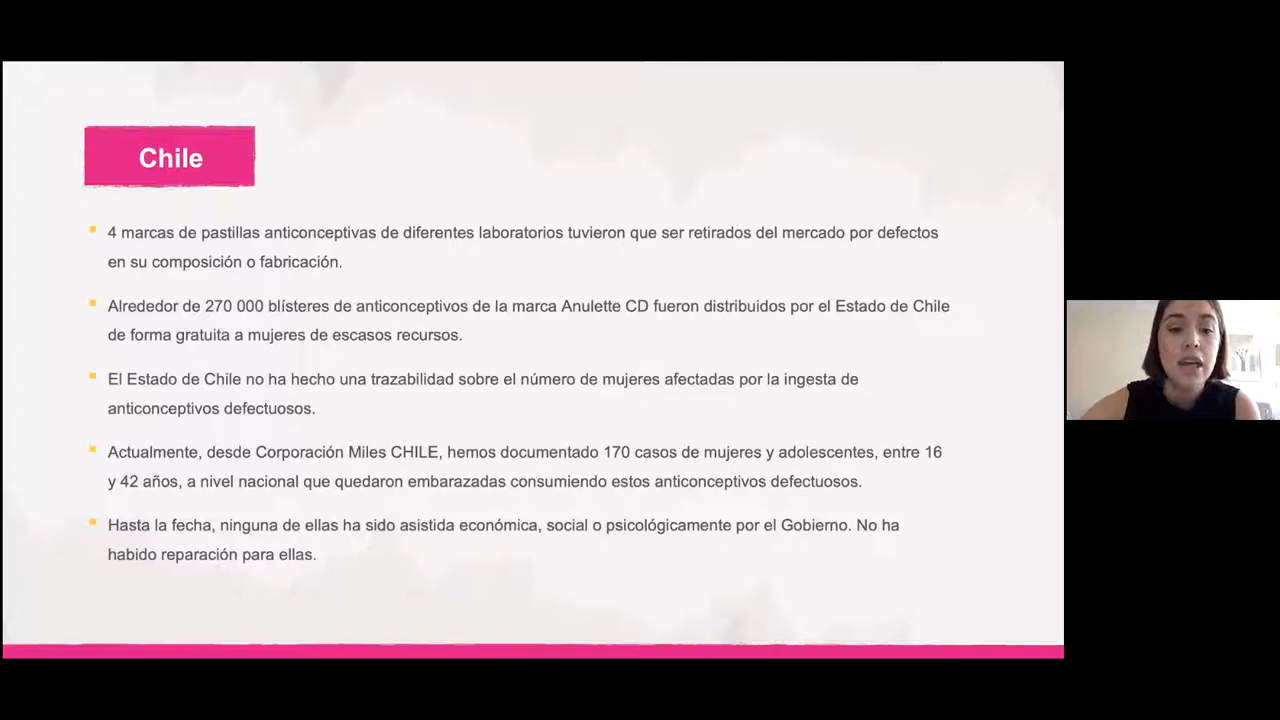 Chile
4 marcas de pastillas anticonceptivas de diferentes laboratorios tuvieron que ser retirados del mercado por defectos
en su composición o fabricación.
Alrededor de 270 000 blísteres de anticonceptivos de la marca Anulette CD fueron distribuidos por el Estado de Chile
de forma gratuita a mujeres de escasos recursos.
El Estado de Chile no ha hecho una trazabilidad sobre el número de mujeres afectadas por la ingesta de
anticonceptivos defectuosos.
Actualmente, desde Corporación Miles CHILE, hemos documentado 170 casos de mujeres y adolescentes, entre 16
y 42 años, a nivel nacional que quedaron embarazadas consumiendo estos anticonceptivos defectuosos.
Hasta la fecha, ninguna de ellas ha sido asistida económica, social o psicológicamente por el Gobierno. No ha
habido reparación para ellas.